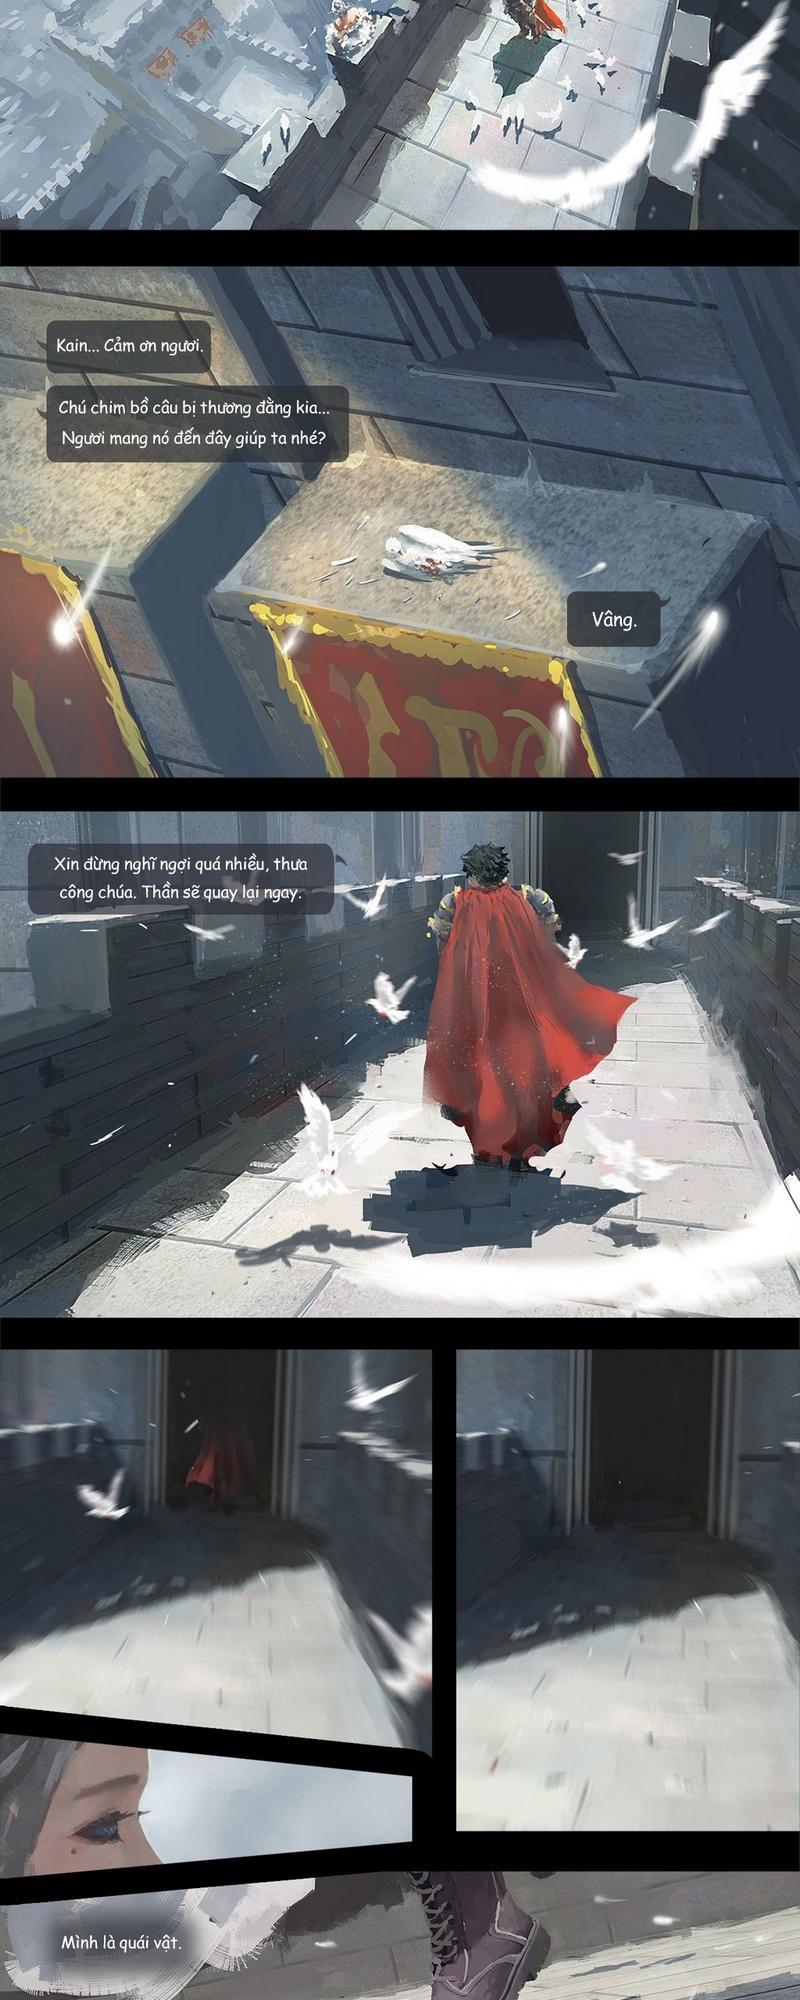 Kain... Cảm ơn ngươi.
Chú chim bồ câu bị thương đằng kia...
Ngươi mang nó đến đây giúp ta nhé?
Vâng.
Xin đừng nghĩ ngợi quá nhiều, thưa
công chúa. Thần sẽ quay lại ngay.
Mình là quái vật.